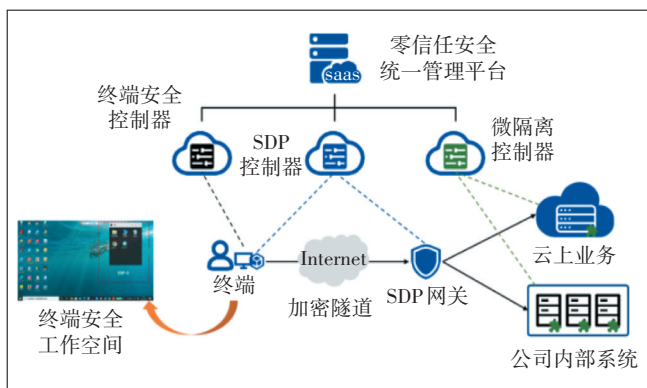 零信任安全
统一管理平台
saas
终端安全
控制器
SDP
控制器
微隔离
控制器
Internet
终端
加密隧道
SDP网关
云上业务
终端安全
工作空间
公司内部系统